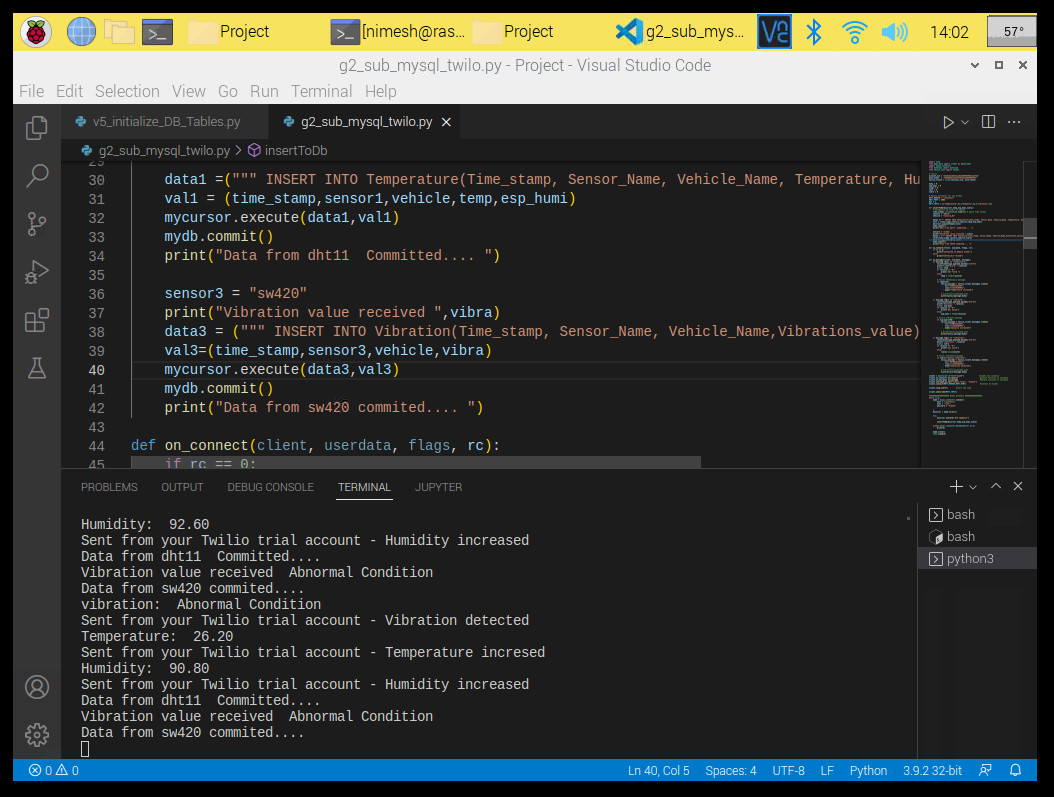 Project
[nimesh@ras...
Project
g2_sub_mys...
V2
14:02
57°
g2_sub_mysql_twilo.py - Project - Visual Studio Code
File Edit Selection View Go Run Terminal Help
v5_initialize_DB_Tables.py
g2_sub_mysql_twilo.py
g2_sub_mysql_twilo.py > insertToDb
29
30 data1 =(""" INSERT INTO Temperature(Time_stamp, Sensor_Name, Vehicle_Name, Temperature, Hu
31 val1 = (time_stamp,sensor1,vehicle,temp,esp_humi)
32 mycursor.execute(data1,val1)
33 mydb.commit()
34 print("Data from dht11  Committed.... ")
35
36 sensor3 = "sw420"
37 print("Vibration value received ",vibra)
38 data3 = (""" INSERT INTO Vibration(Time_stamp, Sensor_Name, Vehicle_Name,Vibrations_value)
39 val3=(time_stamp,sensor3,vehicle,vibra)
40 mycursor.execute(data3,val3)
41 mydb.commit()
42 print("Data from sw420 commited.... ")
43
44 def on_connect(client, userdata, flags, rc):
45 if rc == 0:
PROBLEMS OUTPUT DEBUG CONSOLE TERMINAL JUPYTER
Humidity:  92.60
Sent from your Twilio trial account - Humidity increased
Data from dht11  Committed....
Vibration value received  Abnormal Condition
Data from sw420 commited....
vibration:  Abnormal Condition
Sent from your Twilio trial account - Vibration detected
Temperature:  26.20
Sent from your Twilio trial account - Temperature incresed
Humidity:  90.80
Sent from your Twilio trial account - Humidity increased
Data from dht11  Committed....
Vibration value received  Abnormal Condition
Data from sw420 commited....
bash
bash
python3
0 0
Ln 40, Col 5 Spaces: 4 UTF-8 LF Python 3.9.2 32-bit